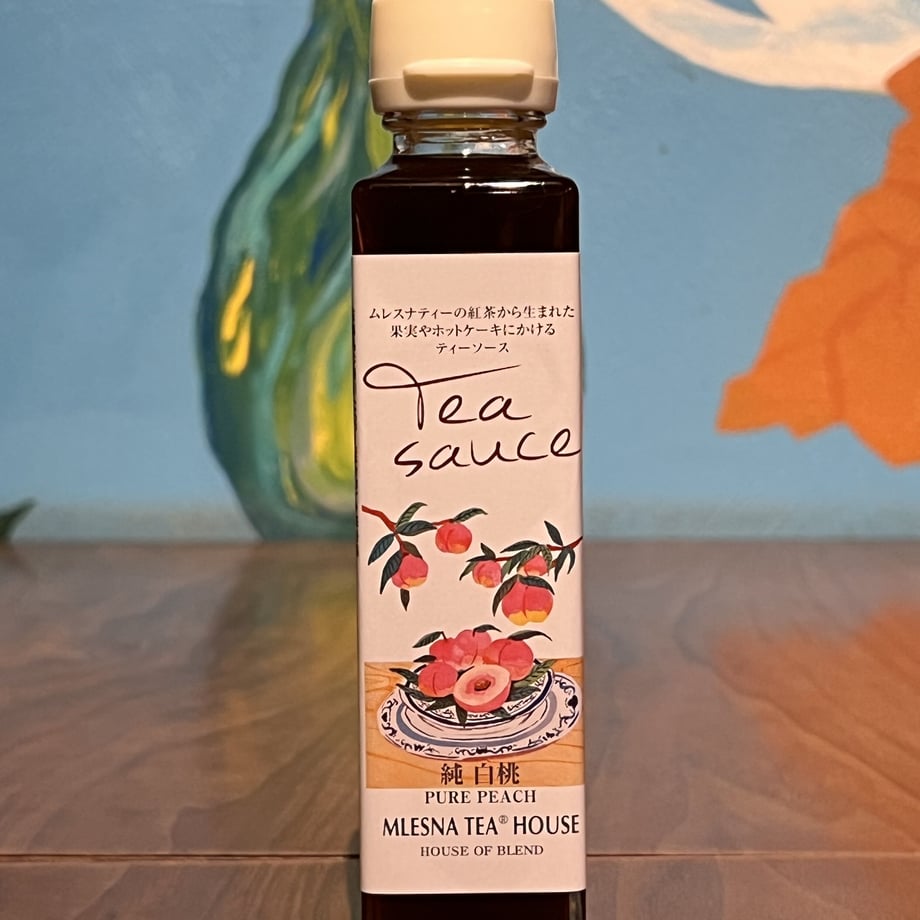 ムレスナティーの紅茶から生まれた
果実やホットケーキにかける
ティーソース
Tea
sauce
純 白桃
PURE PEACH
MLESNA TEA® HOUSE
HOUSE OF BLEND